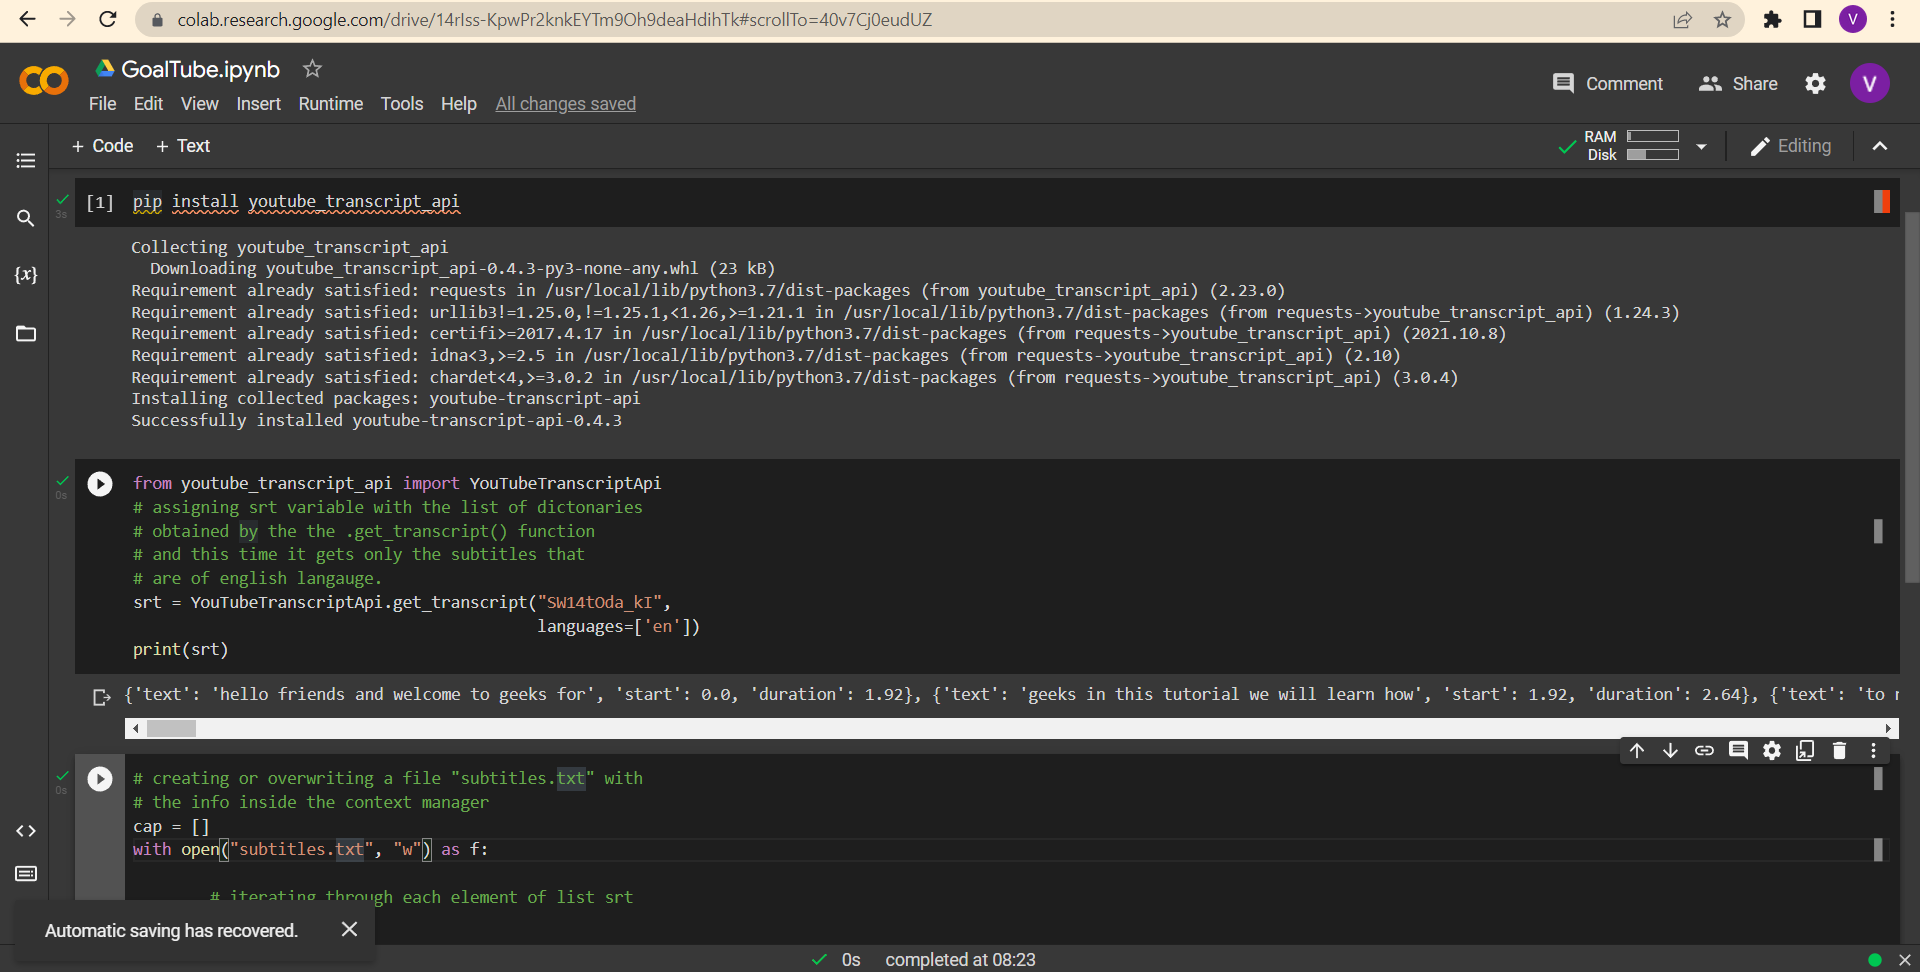 colab.research.google.com/drive/14rIss-KpwPr2knkEYTm9Oh9deaHdihTk#scrollTo=40v7Cj0eudUZ
V
GoalTube.ipynb
Comment
Share
V
File Edit View Insert Runtime Tools Help All changes saved
+ Code + Text
RAM
Disk
Editing
3s
[1] pip install youtube_transcript_api
Collecting youtube_transcript_api
Downloading youtube_transcript_api-0.4.3-py3-none-any.whl (23 kB)
Requirement already satisfied: requests in /usr/local/lib/python3.7/dist-packages (from youtube_transcript_api) (2.23.0)
Requirement already satisfied: urllib3!=1.25.0,!=1.25.1,<1.26,>=1.21.1 in /usr/local/lib/python3.7/dist-packages (from requests->youtube_transcript_api) (1.24.3)
Requirement already satisfied: certifi>=2017.4.17 in /usr/local/lib/python3.7/dist-packages (from requests->youtube_transcript_api) (2021.10.8)
Requirement already satisfied: idna<3,>=2.5 in /usr/local/lib/python3.7/dist-packages (from requests->youtube_transcript_api) (2.10)
Requirement already satisfied: chardet<4,>=3.0.2 in /usr/local/lib/python3.7/dist-packages (from requests->youtube_transcript_api) (3.0.4)
Installing collected packages: youtube-transcript-api
Successfully installed youtube-transcript-api-0.4.3
0s
from youtube_transcript_api import YouTubeTranscriptApi
# assigning srt variable with the list of dictonaries
# obtained by the the .get_transcript() function
# and this time it gets only the subtitles that
# are of english langauge.
srt = YouTubeTranscriptApi.get_transcript("SW14tOda_kI",
languages=['en'])
print(srt)
{'text': 'hello friends and welcome to geeks for', 'start': 0.0, 'duration': 1.92}, {'text': 'geeks in this tutorial we will learn how', 'start': 1.92, 'duration': 2.64}, {'text': 'to
0s
# creating or overwriting a file "subtitles.txt" with
# the info inside the context manager
cap = []
with open("subtitles.txt", "w") as f:
# iterating through each element of list srt
Automatic saving has recovered.
0s completed at 08:23